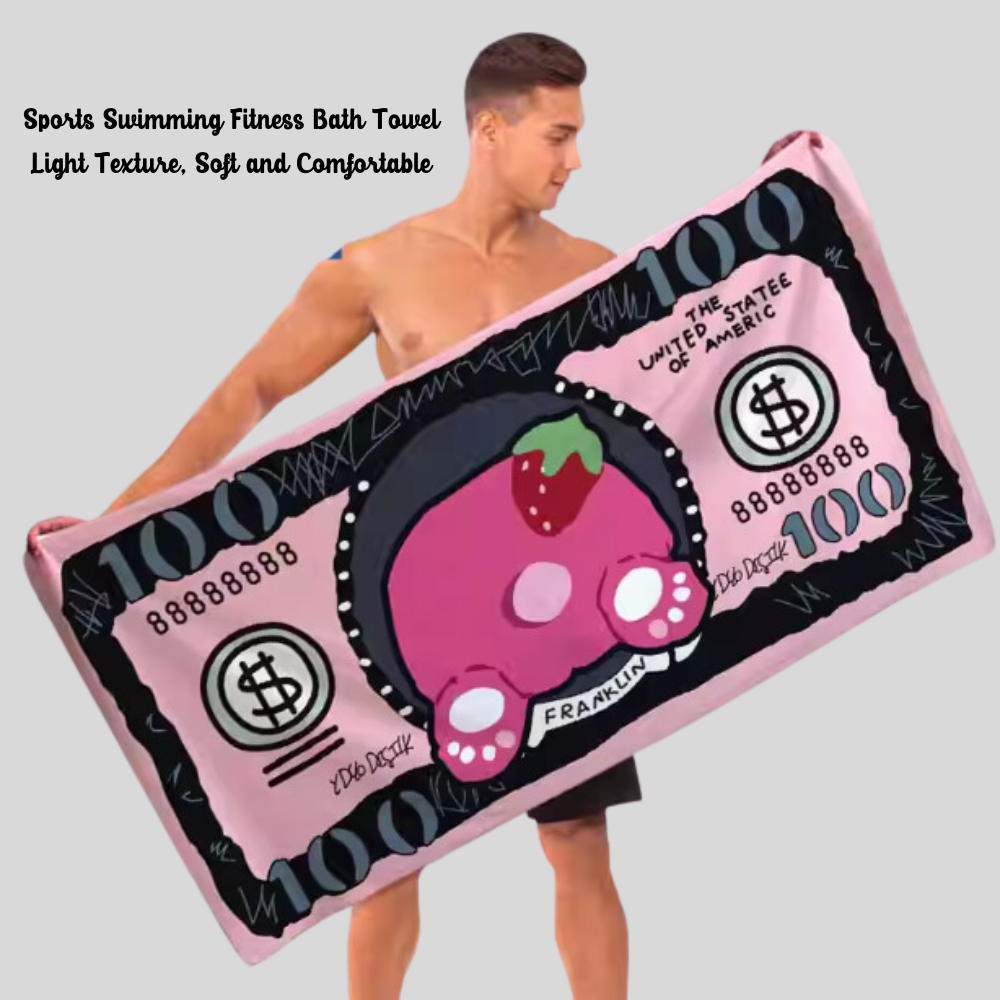 Sports Swimming Fitness Bath Towel
Light Texture, Soft and Comfortable
100
THE
UNITED STATEE
OF AMERIC
100
88888888
88888888
100
FRANKLIN
100